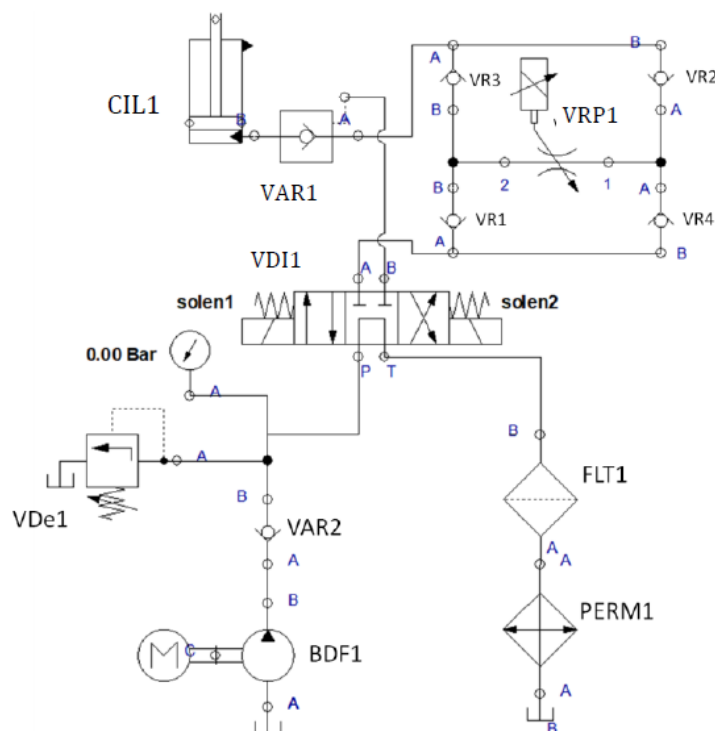 B
A
VR3
VR2
CIL1
B
A
B
A
VRP1
VAR1
B
2
1
A
VR1
VR4
A
B
VDI1
A
B
solen1
solen2
0.00 Bar
P
T
A
B
A
FLT1
VDe1
B
VAR2
A
A
A
B
PERM1
M
C
BDF1
A
A
B